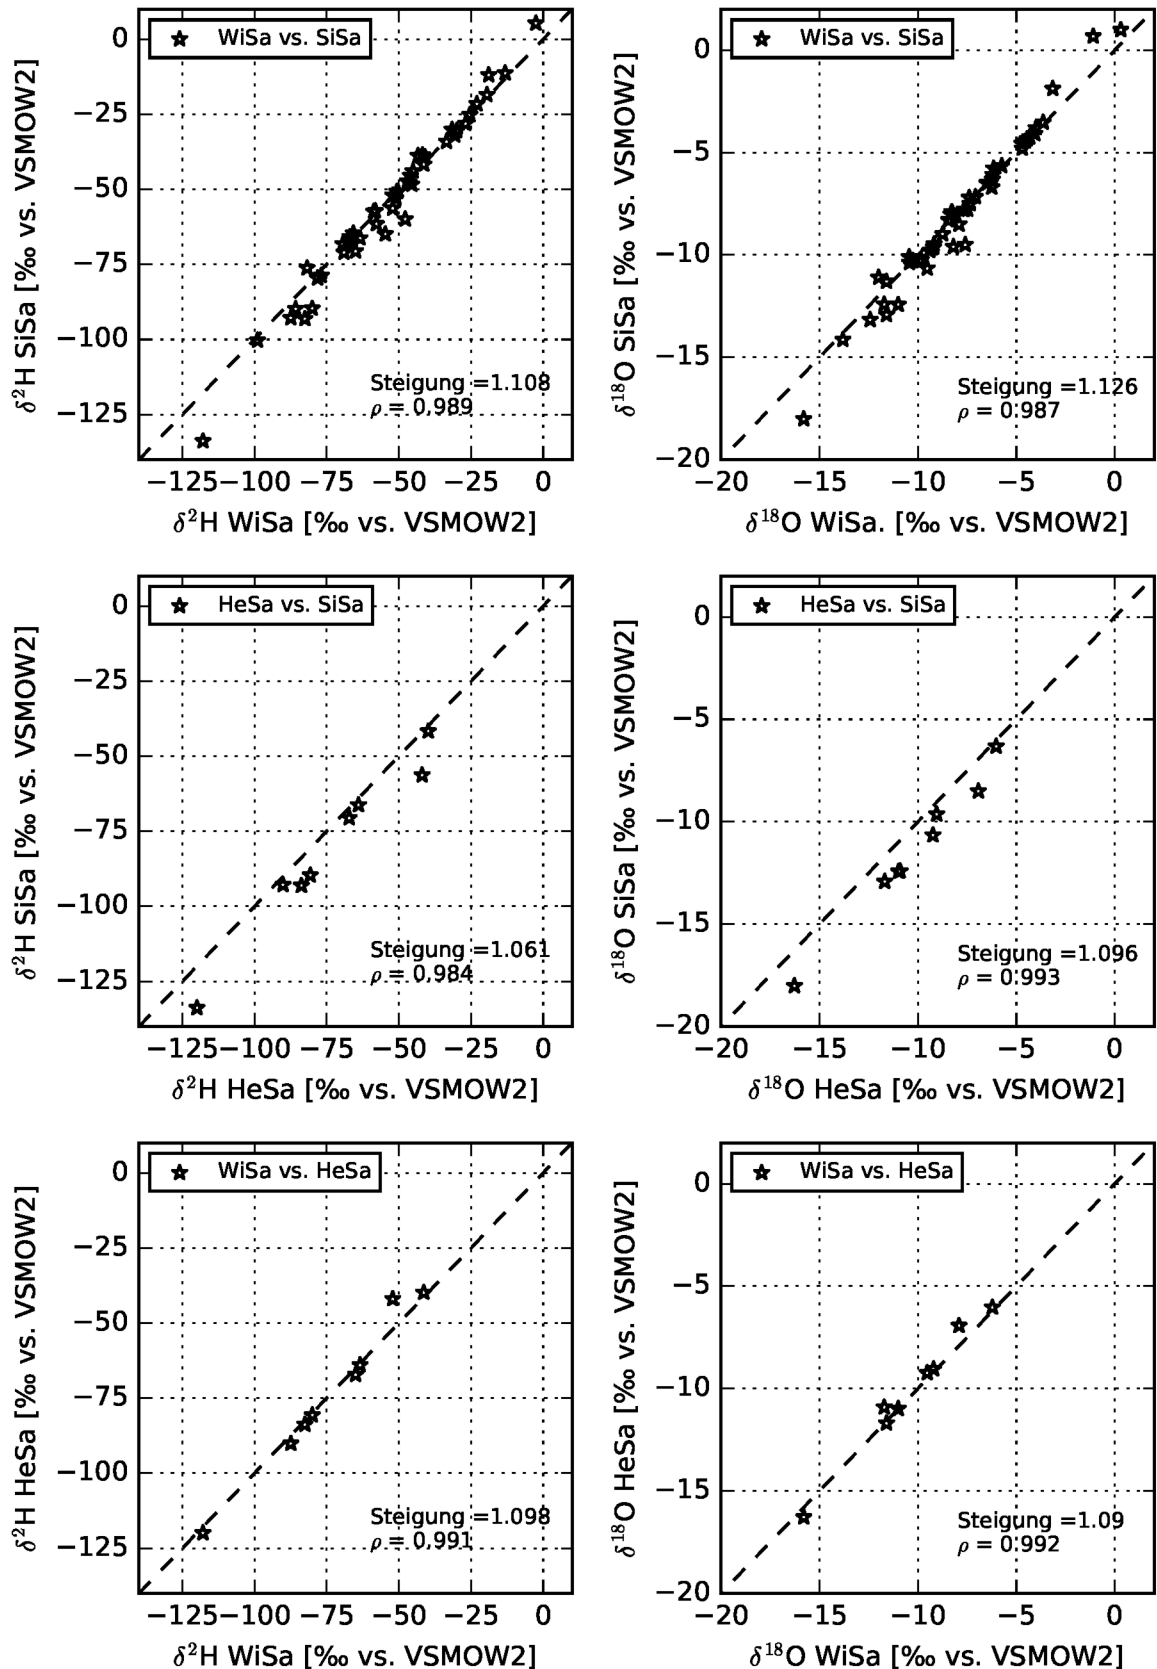 WiSa vs. SiSa
0
−25
−50
−75
−100
−125
δ²H SiSa [‰ vs. VSMOW2]
Steigung =1.108
ρ = 0.989
−125 −100 −75 −50 −25 0
δ²H WiSa [‰ vs. VSMOW2]
WiSa vs. SiSa
0
−5
−10
−15
−20
δ¹⁸O SiSa [‰ vs. VSMOW2]
Steigung =1.126
ρ = 0.987
−20 −15 −10 −5 0
δ¹⁸O WiSa. [‰ vs. VSMOW2]
HeSa vs. SiSa
0
−25
−50
−75
−100
−125
δ²H SiSa [‰ vs. VSMOW2]
Steigung =1.061
ρ = 0.984
−125 −100 −75 −50 −25 0
δ²H HeSa [‰ vs. VSMOW2]
HeSa vs. SiSa
0
−5
−10
−15
−20
δ¹⁸O SiSa [‰ vs. VSMOW2]
Steigung =1.096
ρ = 0.993
−20 −15 −10 −5 0
δ¹⁸O HeSa [‰ vs. VSMOW2]
WiSa vs. HeSa
0
−25
−50
−75
−100
−125
δ²H HeSa [‰ vs. VSMOW2]
Steigung =1.098
ρ = 0.991
−125 −100 −75 −50 −25 0
δ²H WiSa [‰ vs. VSMOW2]
WiSa vs. HeSa
0
−5
−10
−15
−20
δ¹⁸O HeSa [‰ vs. VSMOW2]
Steigung =1.09
ρ = 0.992
−20 −15 −10 −5 0
δ¹⁸O WiSa [‰ vs. VSMOW2]